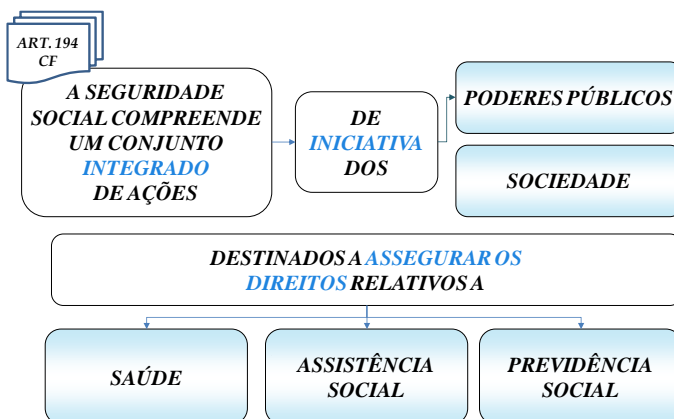 ART. 194
CF
A SEGURIDADE
SOCIAL COMPREENDE
UM CONJUNTO
INTEGRADO
DE AÇÕES
DE
INICIATIVA
DOS
PODERES PÚBLICOS
SOCIEDADE
DESTINADOS A ASSEGURAR OS
DIREITOS RELATIVOS A
SAÚDE
ASSISTÊNCIA
SOCIAL
PREVIDÊNCIA
SOCIAL